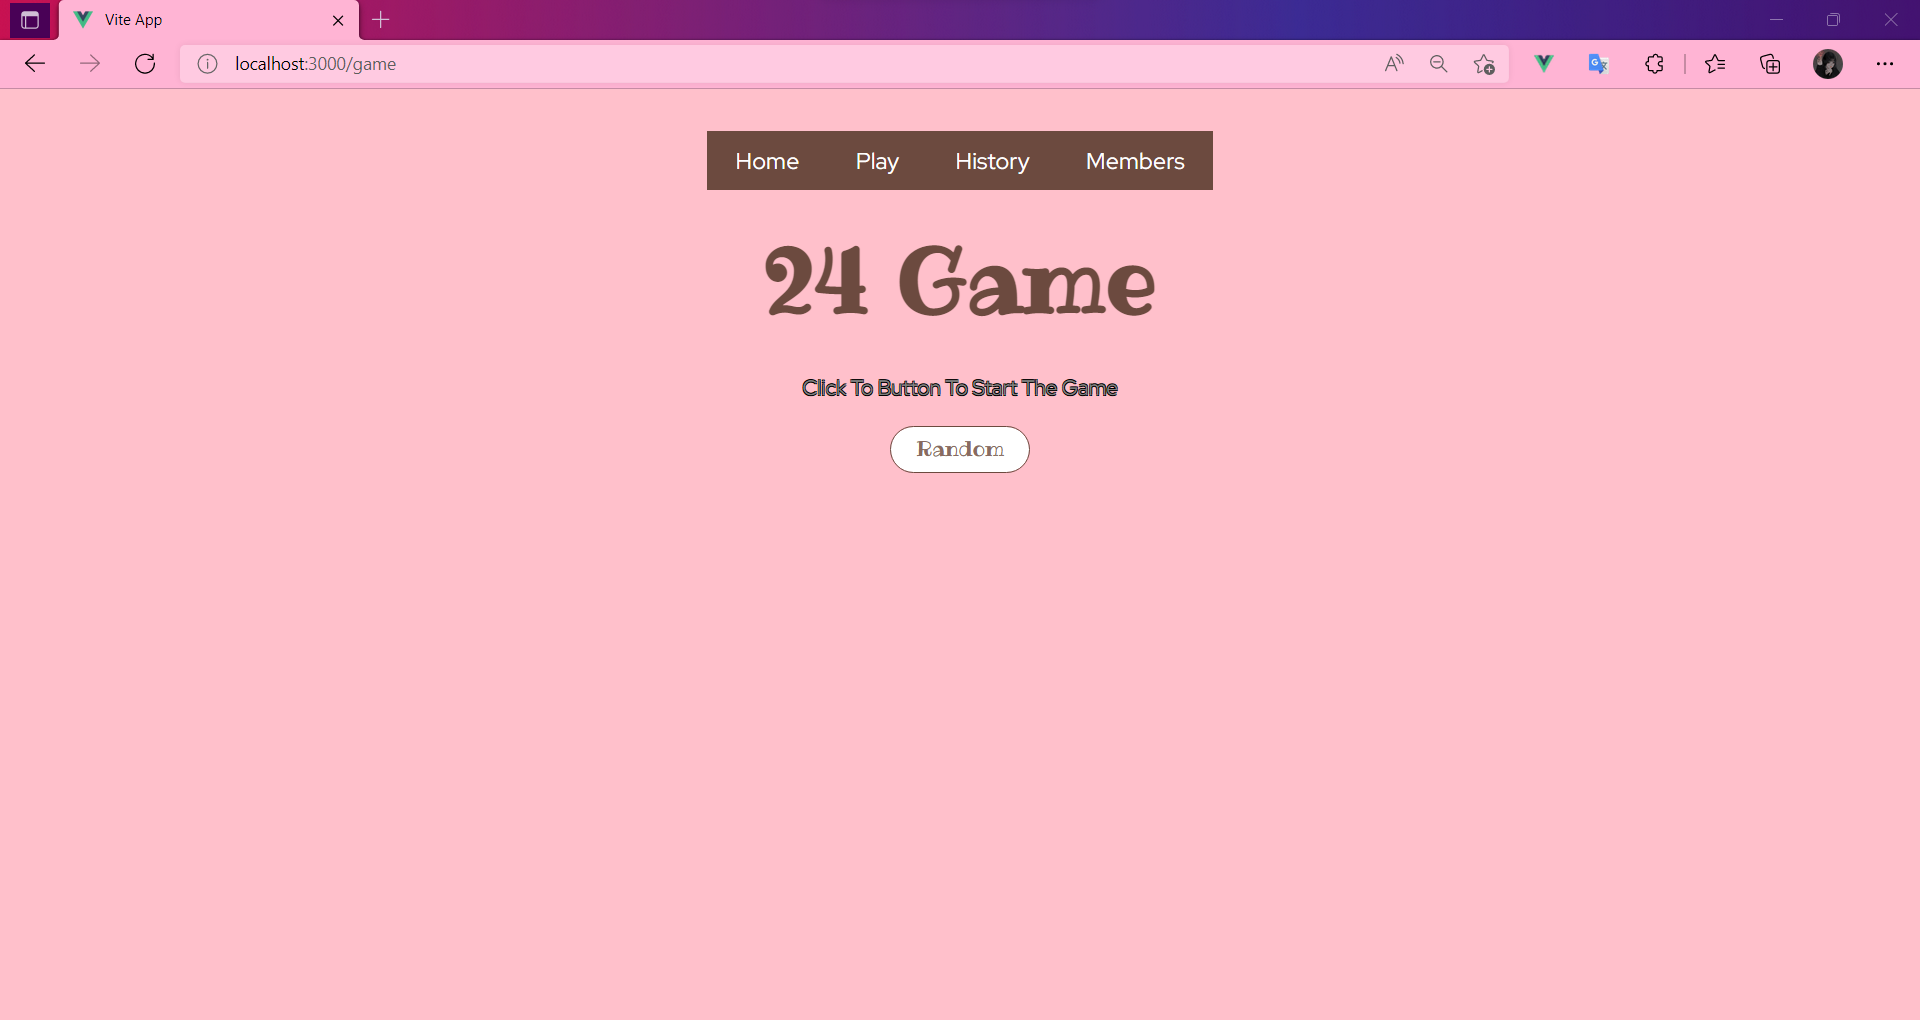 Vite App
localhost:3000/game
Home Play History Members
24 Game
Click To Button To Start The Game
Random